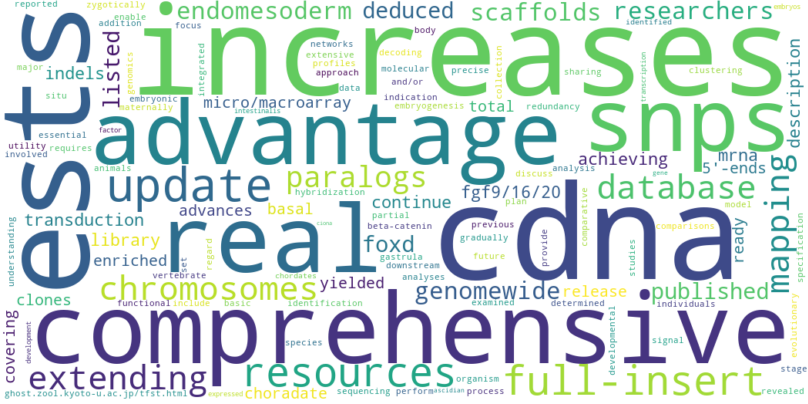 reported zygotically endomesoderm deduced scaffolds researchers embryos
addition enable networks body identified
major focus integrated extensive profiles decoding collection sharing clustering
ests increases listed genomics approach data molecular precise transcription description
indels and/or
situ embryonic micro/macroarray indication total redundancy
maternally embryogenesis
essential factor intestinalis snps
utility requires advantage achieving mrna
involved animals discuss analysis 5'-ends
hybridization paralogs fgf9/16/20 gene mapping
update plan database model
transduction advances basal continue partial previous comparative comparisons
understanding library set real beta-catenin gradually cdna ready specification
enriched regard ciona foxd gastrula downstream provide studies
vertebrate chordates analyses future
clones chromosomes yielded genomewide release published
functional include basic identification examined determined individuals
covering development comprehensive signal evolutionary
species developmental
extending resources organism full-insert stage
choradate process revealed
ghost.zool.kyoto-u.ac.jp/tfst.html expressed sequencing perform ascidian